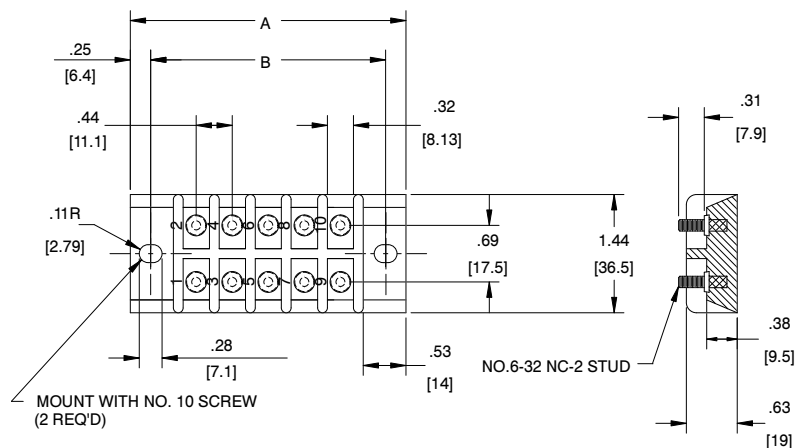 A
.25
[6.4]
B
.44
[11.1]
.32
[8.13]
.31
[7.9]
.11R
[2.79]
2 4 6 8 10
.69
[17.5]
1.44
[36.5]
1 3 5 7 9
.28
[7.1]
.53
[14]
NO.6-32 NC-2 STUD
.38
[9.5]
MOUNT WITH NO. 10 SCREW
(2 REQ'D)
.63
[19]